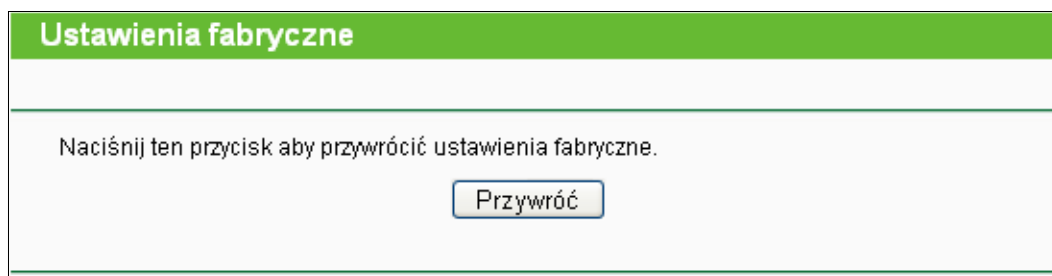 Ustawienia fabryczne
Naciśnij ten przycisk aby przywrócić ustawienia fabryczne.
Przywróć